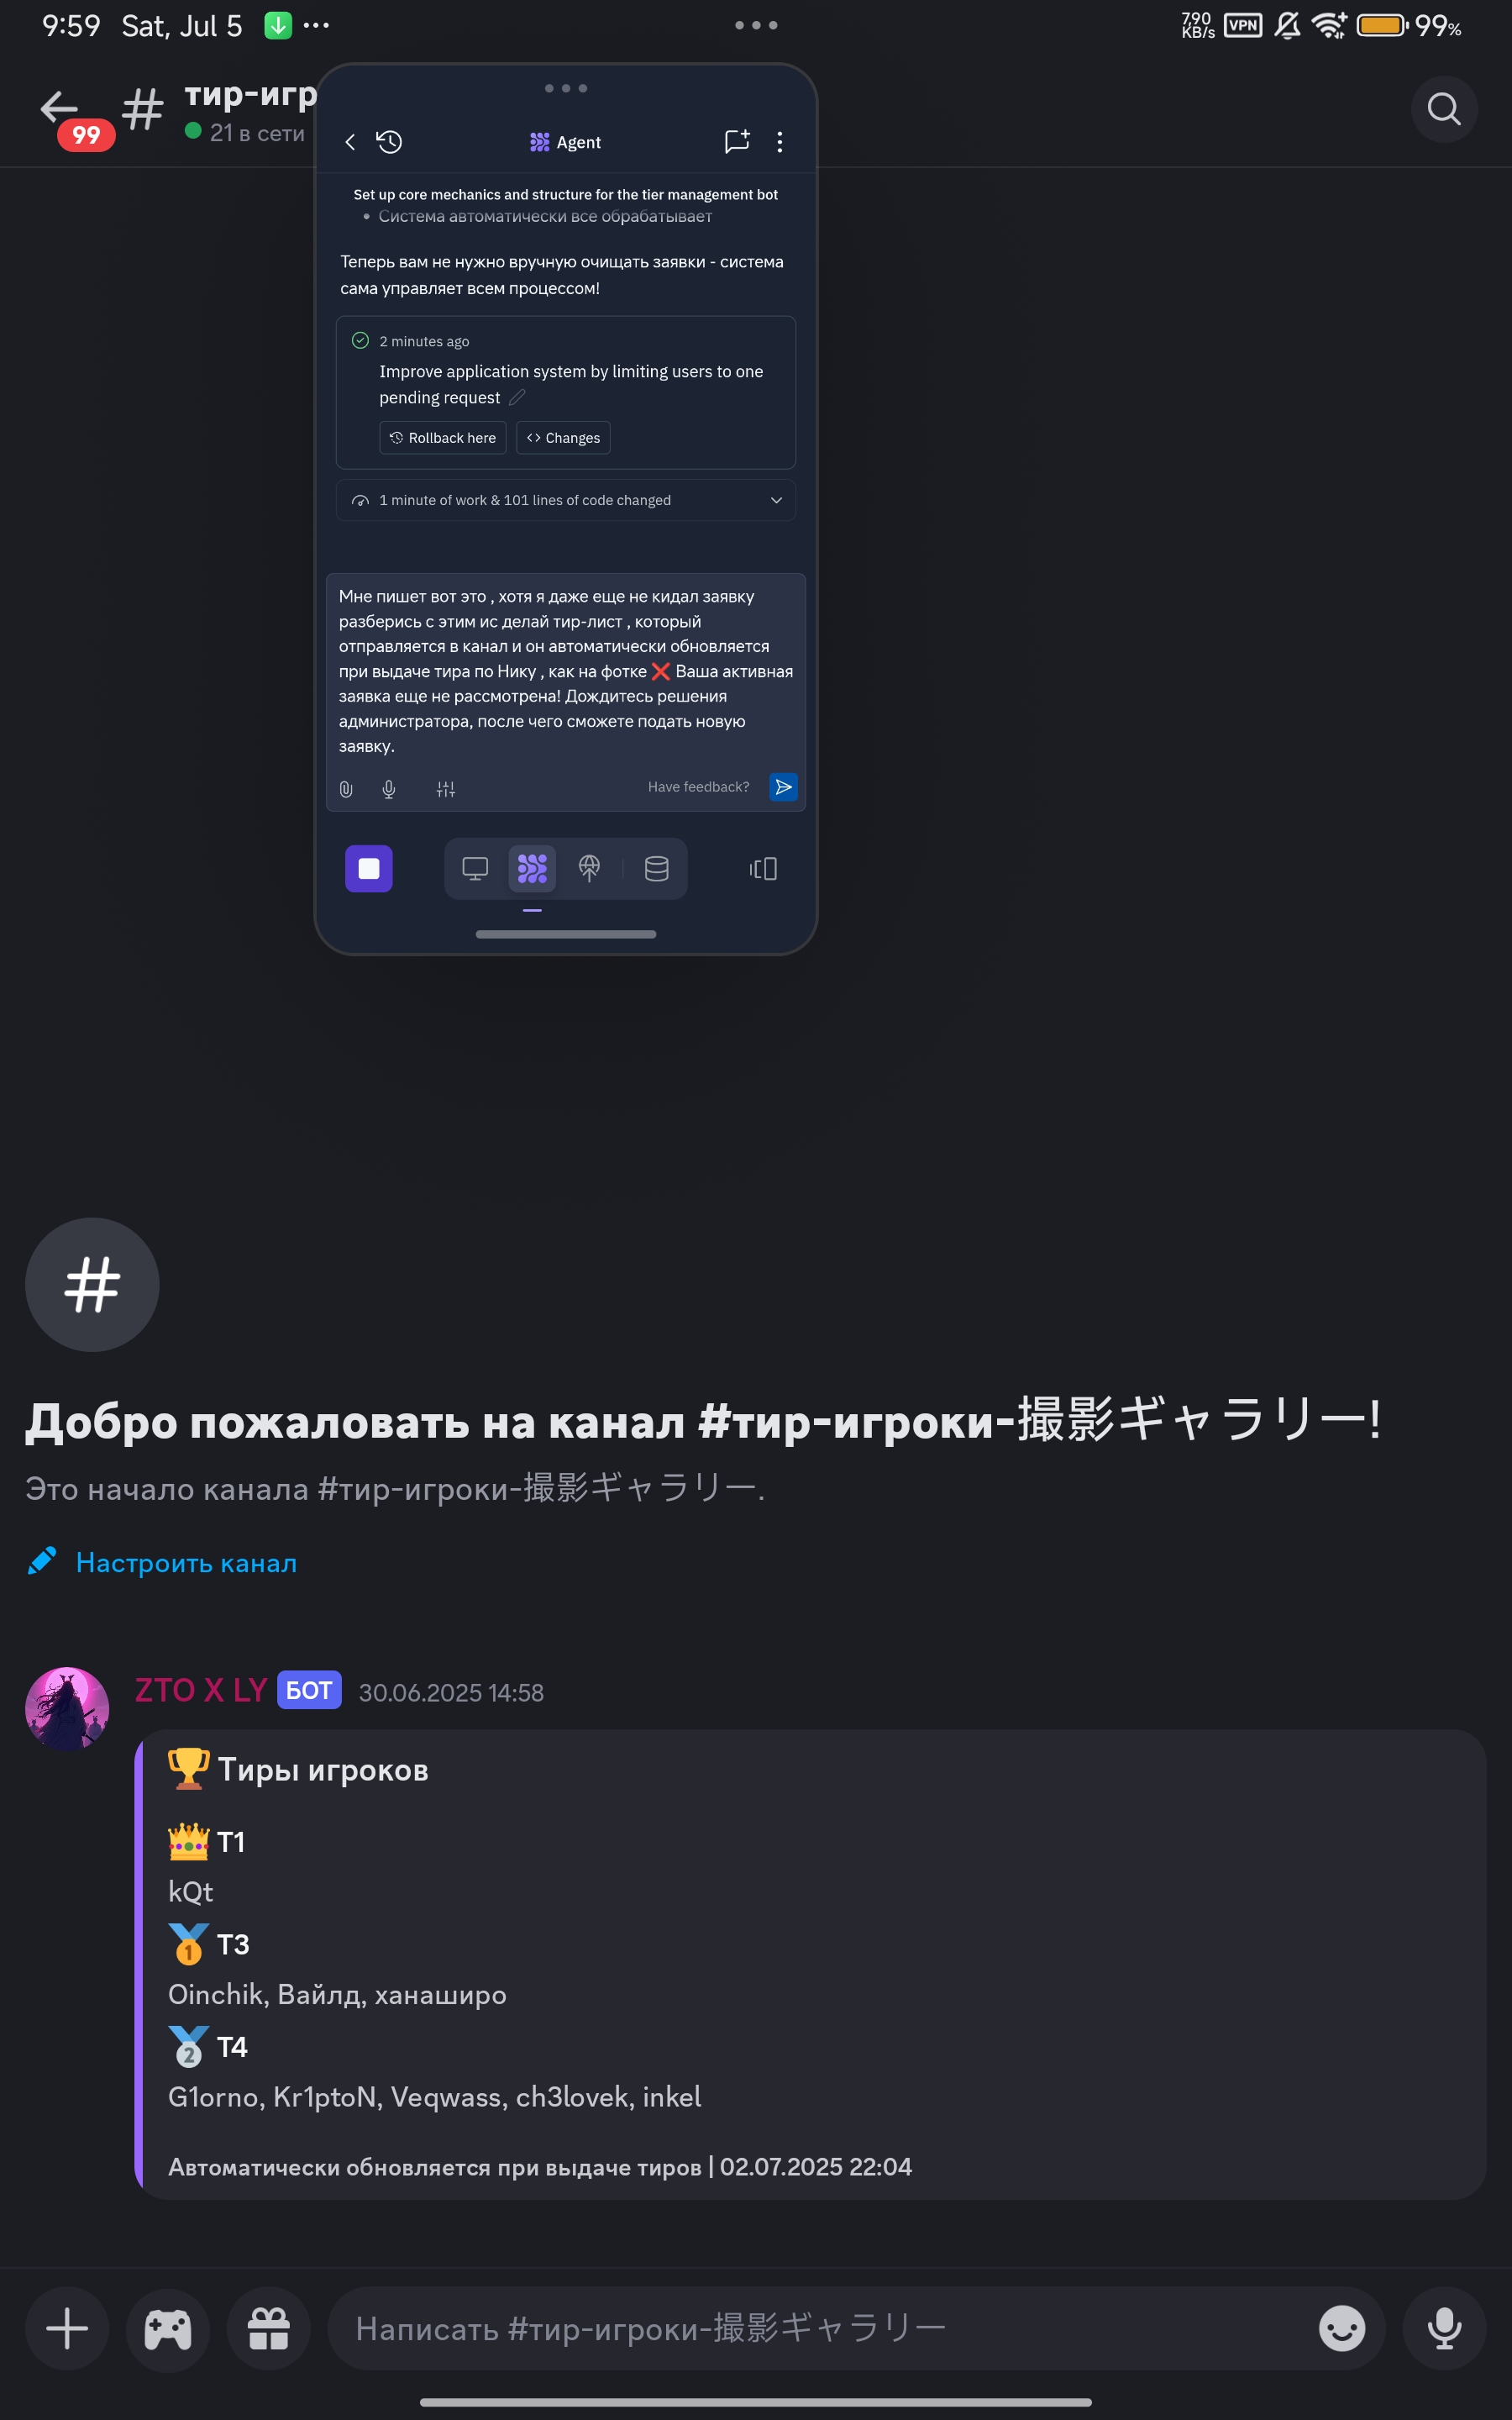 9:59 Sat, Jul 5
790 KB/s VPN 99%
99
# тир-игр
21 в сети
Agent
Set up core mechanics and structure for the tier management bot
• Система автоматически все обрабатывает
Теперь вам не нужно вручную очищать заявки - система
сама управляет всем процессом!
2 minutes ago
Improve application system by limiting users to one
pending request
Rollback here
Changes
1 minute of work & 101 lines of code changed
Мне пишет вот это , хотя я даже еще не кидал заявку
разберись с этим ис делай тир-лист , который
отправляется в канал и он автоматически обновляется
при выдаче тира по Нику , как на фотке ❌ Ваша активная
заявка еще не рассмотрена! Дождитесь решения
администратора, после чего сможете подать новую
заявку.
Have feedback?
#
Добро пожаловать на канал #тир-игроки-撮影ギャラリー!
Это начало канала #тир-игроки-撮影ギャラリー.
Настроить канал
ZTO X LY БОТ 30.06.2025 14:58
🏆 Тиры игроков
👑 T1
kQt
🥇 T3
Oinchik, Вайлд, ханаширо
🥈 T4
G1orno, Kr1ptoN, Veqwass, ch3lovek, inkel
Автоматически обновляется при выдаче тиров | 02.07.2025 22:04
Написать #тир-игроки-撮影ギャラリー